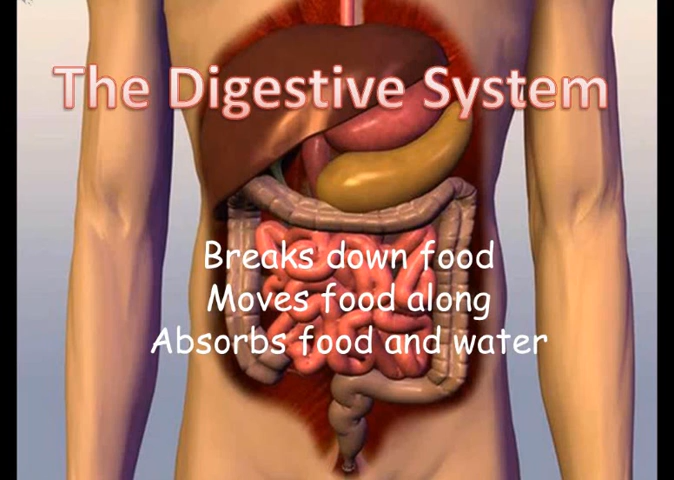 The Digestive System
Breaks down food
Moves food along
Absorbs food and water